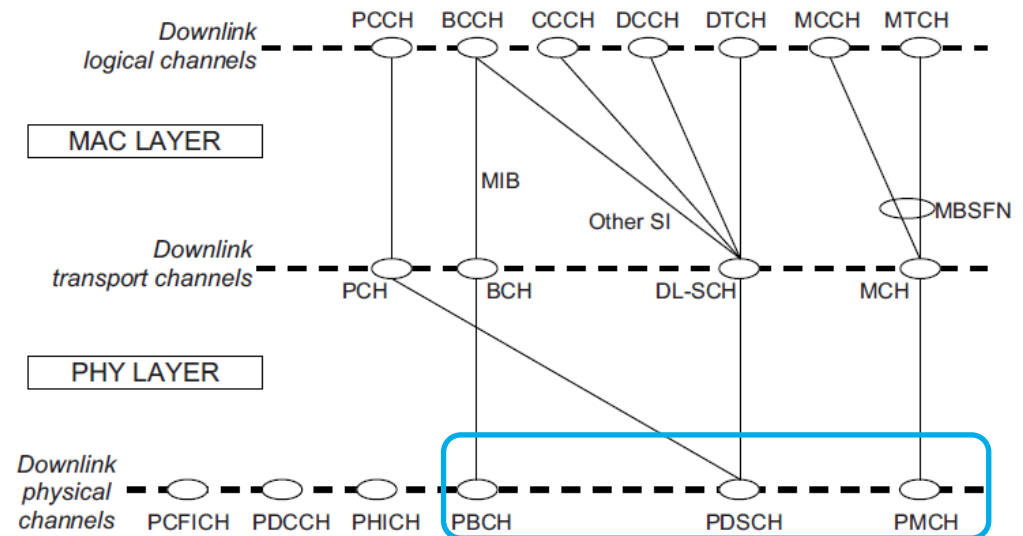 PCCH BCCH CCCH DCCH DTCH MCCH MTCH
Downlink
logical channels
MAC LAYER
MIB
Other SI
MBSFN
Downlink
transport channels
PCH BCH DL-SCH MCH
PHY LAYER
Downlink
physical
channels
PCFICH PDCCH PHICH PBCH PDSCH PMCH